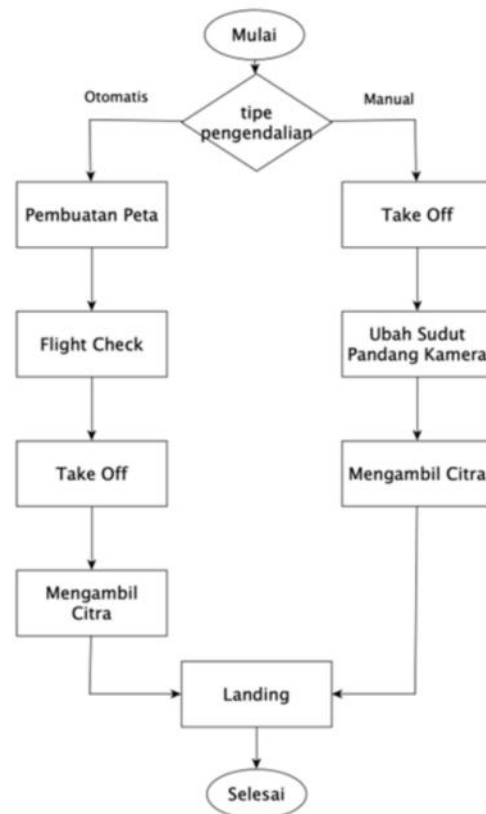 Mulai
tipe
pengendalian
Otomatis
Manual
Pembuatan Peta
Take Off
Flight Check
Ubah Sudut
Pandang Kamera
Take Off
Mengambil Citra
Mengambil
Citra
Landing
Selesai